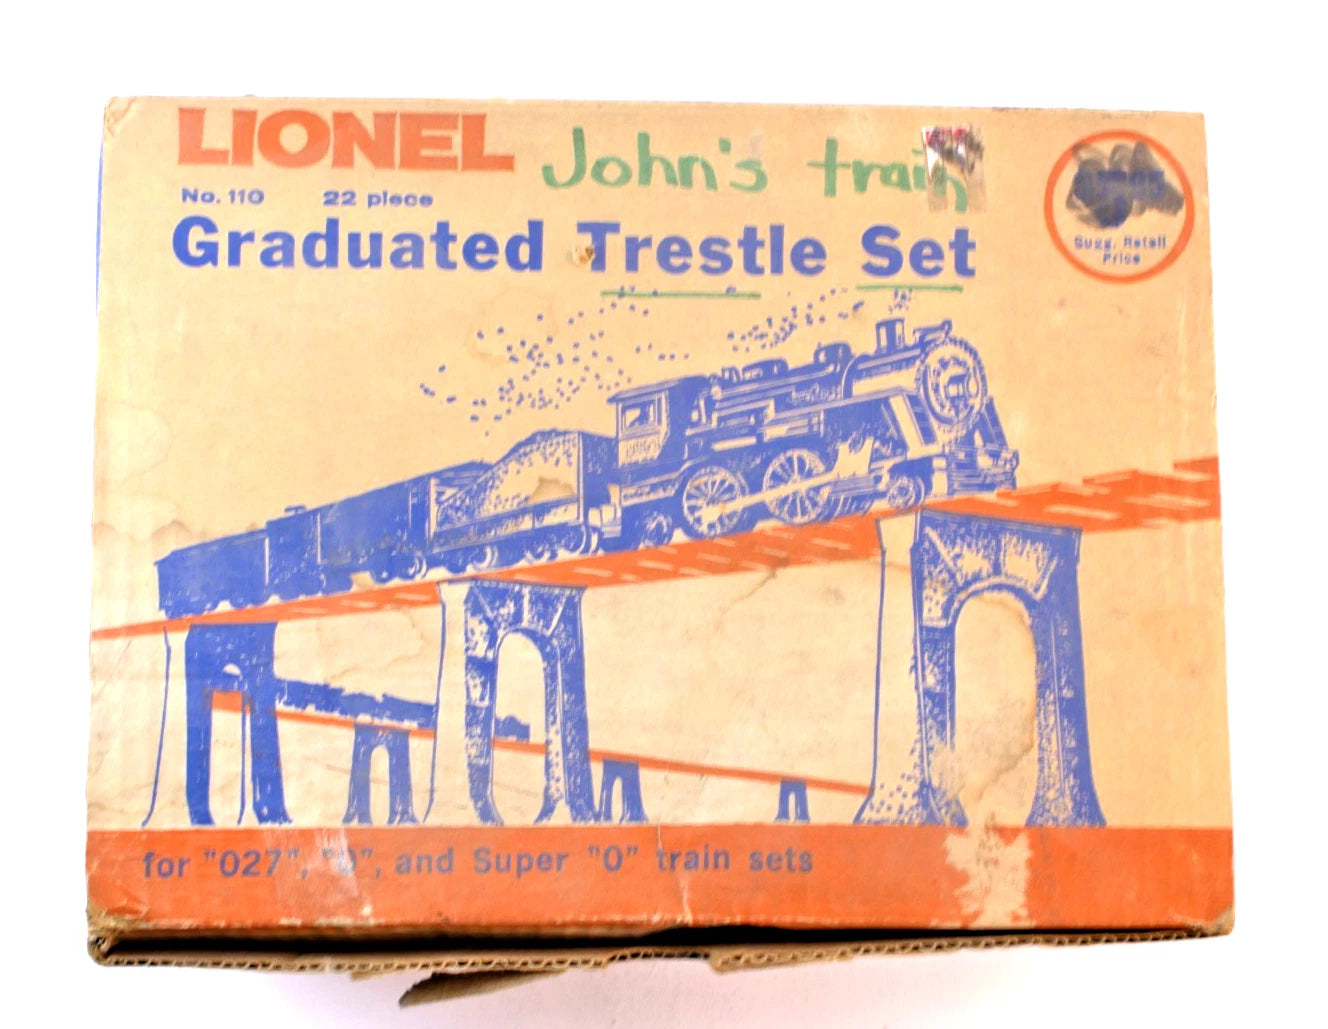 LIONEL
John's train
No. 110 22 piece
Graduated Trestle Set
Sugg. Retail
Price
for "027", "O", and Super "O" train sets